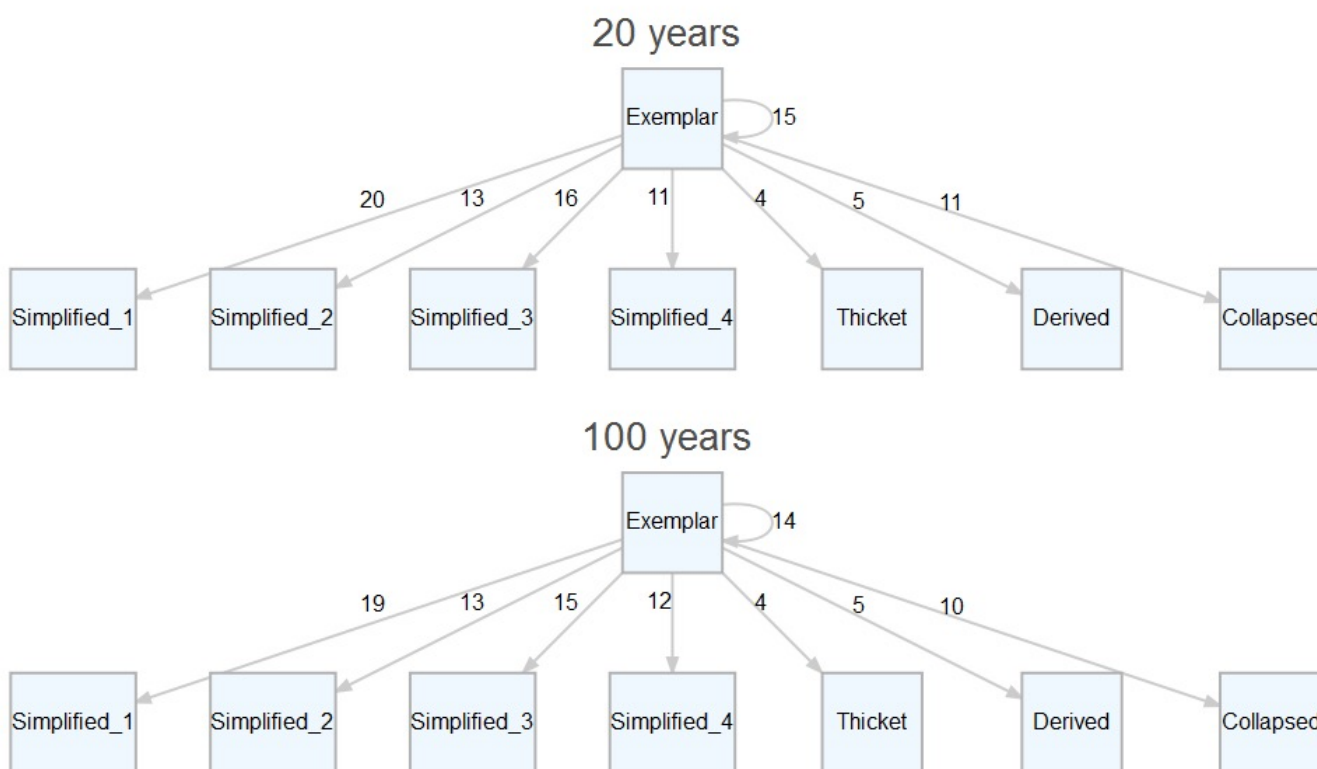 20 years
Exemplar
15
20
13
16
11
4
5
11
Simplified_1
Simplified_2
Simplified_3
Simplified_4
Thicket
Derived
Collapsed
100 years
Exemplar
14
19
13
15
12
4
5
10
Simplified_1
Simplified_2
Simplified_3
Simplified_4
Thicket
Derived
Collapsed